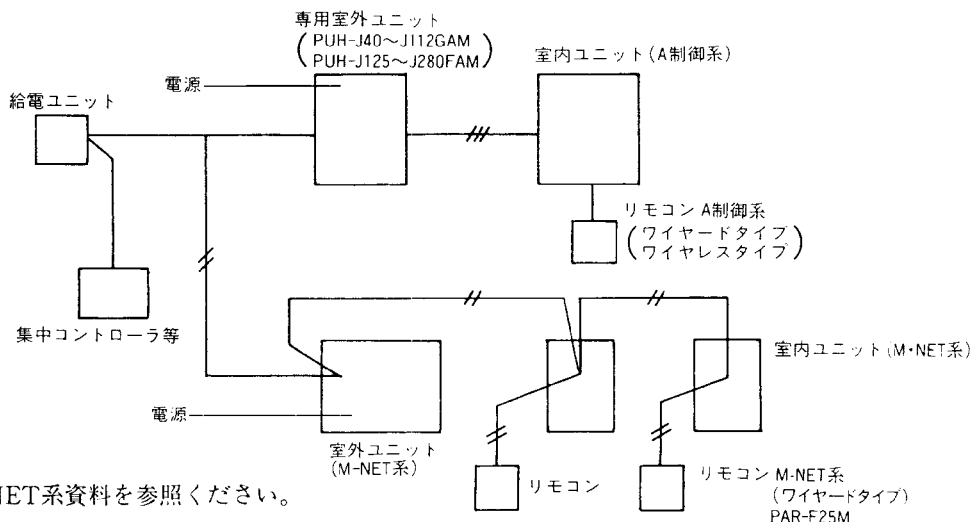 専用室外ユニット
(PUH-J40〜J112GAM
PUH-J125〜J280FAM)
室内ユニット(A制御系)
電源
給電ユニット
リモコン A制御系
(ワイヤードタイプ
ワイヤレスタイプ)
集中コントローラ等
室内ユニット(M・NET系)
電源
室外ユニット
(M-NET系)
リモコン
リモコン M-NET系
(ワイヤードタイプ)
PAR-F25M
NET系資料を参照ください。